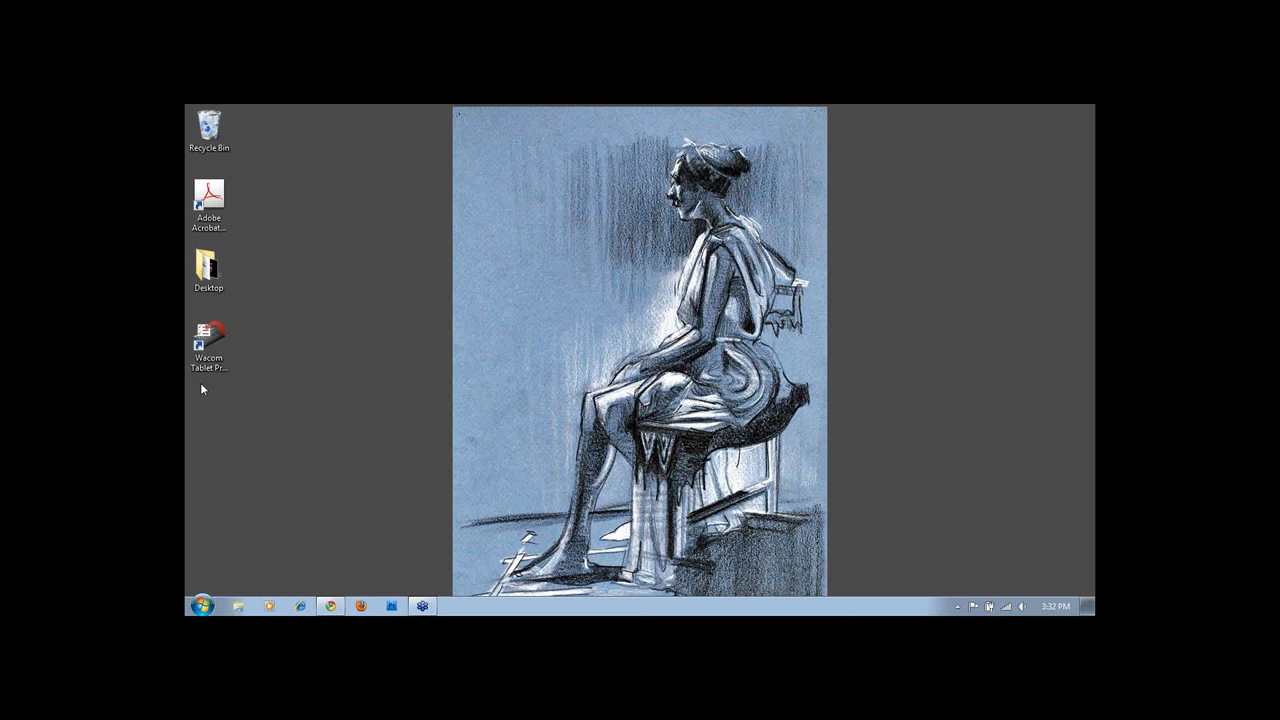 Recycle Bin
Adobe
Acrobat...
Desktop
Wacom
Tablet Pr...
3:32 PM